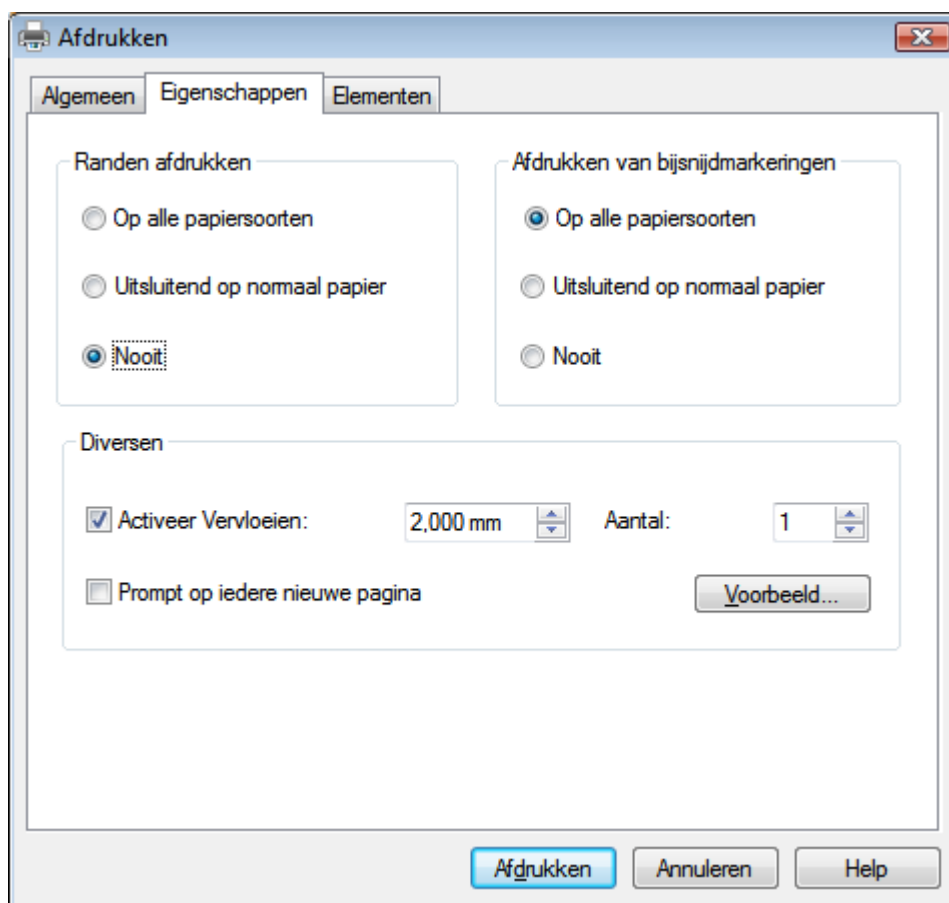 Afdrukken
Algemeen Eigenschappen Elementen
Randen afdrukken
Op alle papiersoorten
Uitsluitend op normaal papier
Nooit
Afdrukken van bijsnijdmarkeringen
Op alle papiersoorten
Uitsluitend op normaal papier
Nooit
Diversen
Activeer Vervloeien: 2,000 mm Aantal: 1
Prompt op iedere nieuwe pagina Voorbeeld...
Afdrukken Annuleren Help